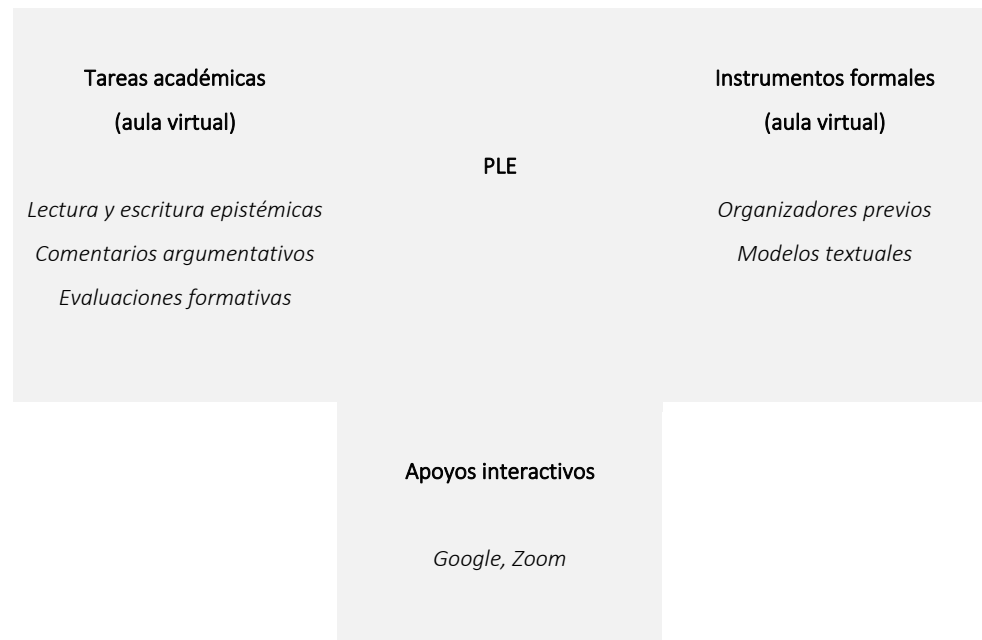 Tareas académicas
(aula virtual)
Lectura y escritura epistémicas
Comentarios argumentativos
Evaluaciones formativas
PLE
Instrumentos formales
(aula virtual)
Organizadores previos
Modelos textuales
Apoyos interactivos
Google, Zoom